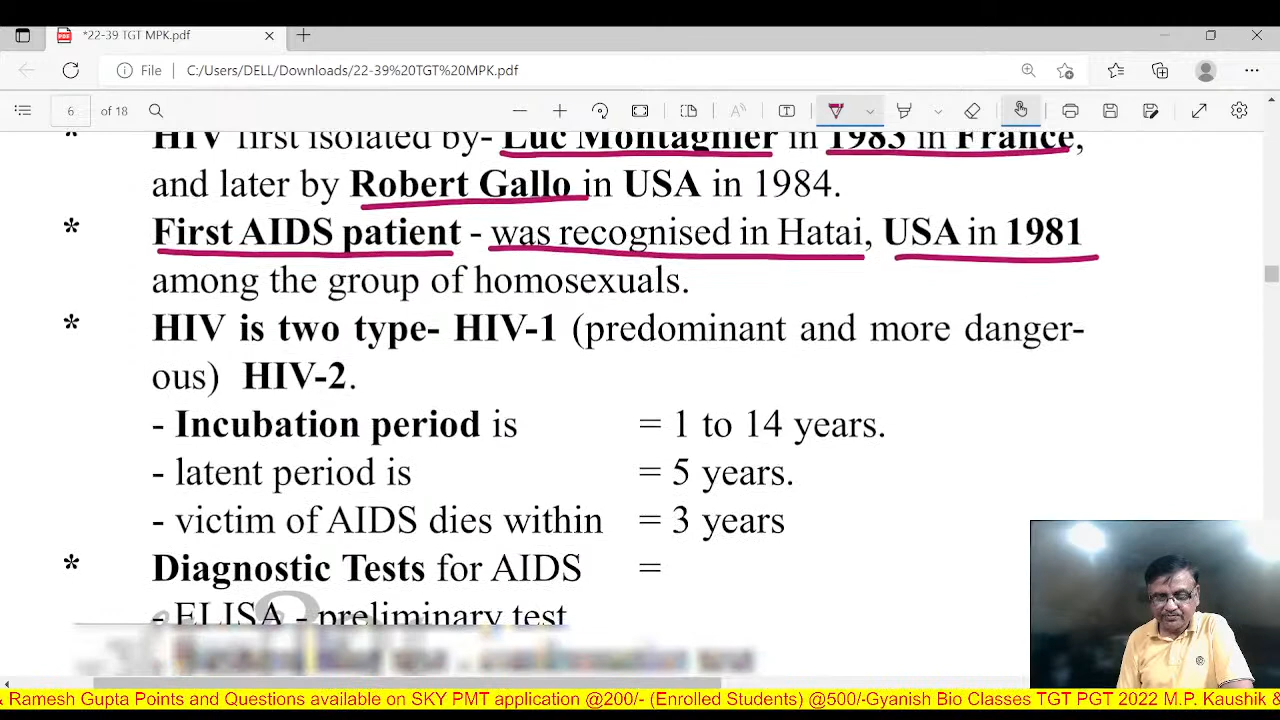 *22-39 TGT MPK.pdf
File C:/Users/DELL/Downloads/22-39%20TGT%20MPK.pdf
6 of 18
* HIV first isolated by- Luc Montagnier in 1983 in France,
and later by Robert Gallo in USA in 1984.
* First AIDS patient - was recognised in Hatai, USA in 1981
among the group of homosexuals.
* HIV is two type- HIV-1 (predominant and more danger-
ous) HIV-2.
- Incubation period is = 1 to 14 years.
- latent period is = 5 years.
- victim of AIDS dies within = 3 years
* Diagnostic Tests for AIDS =
- ELISA - preliminary test
& Ramesh Gupta Points and Questions available on SKY PMT application @200/- (Enrolled Students) @500/-Gyanish Bio Classes TGT PGT 2022 M.P. Kaushik &